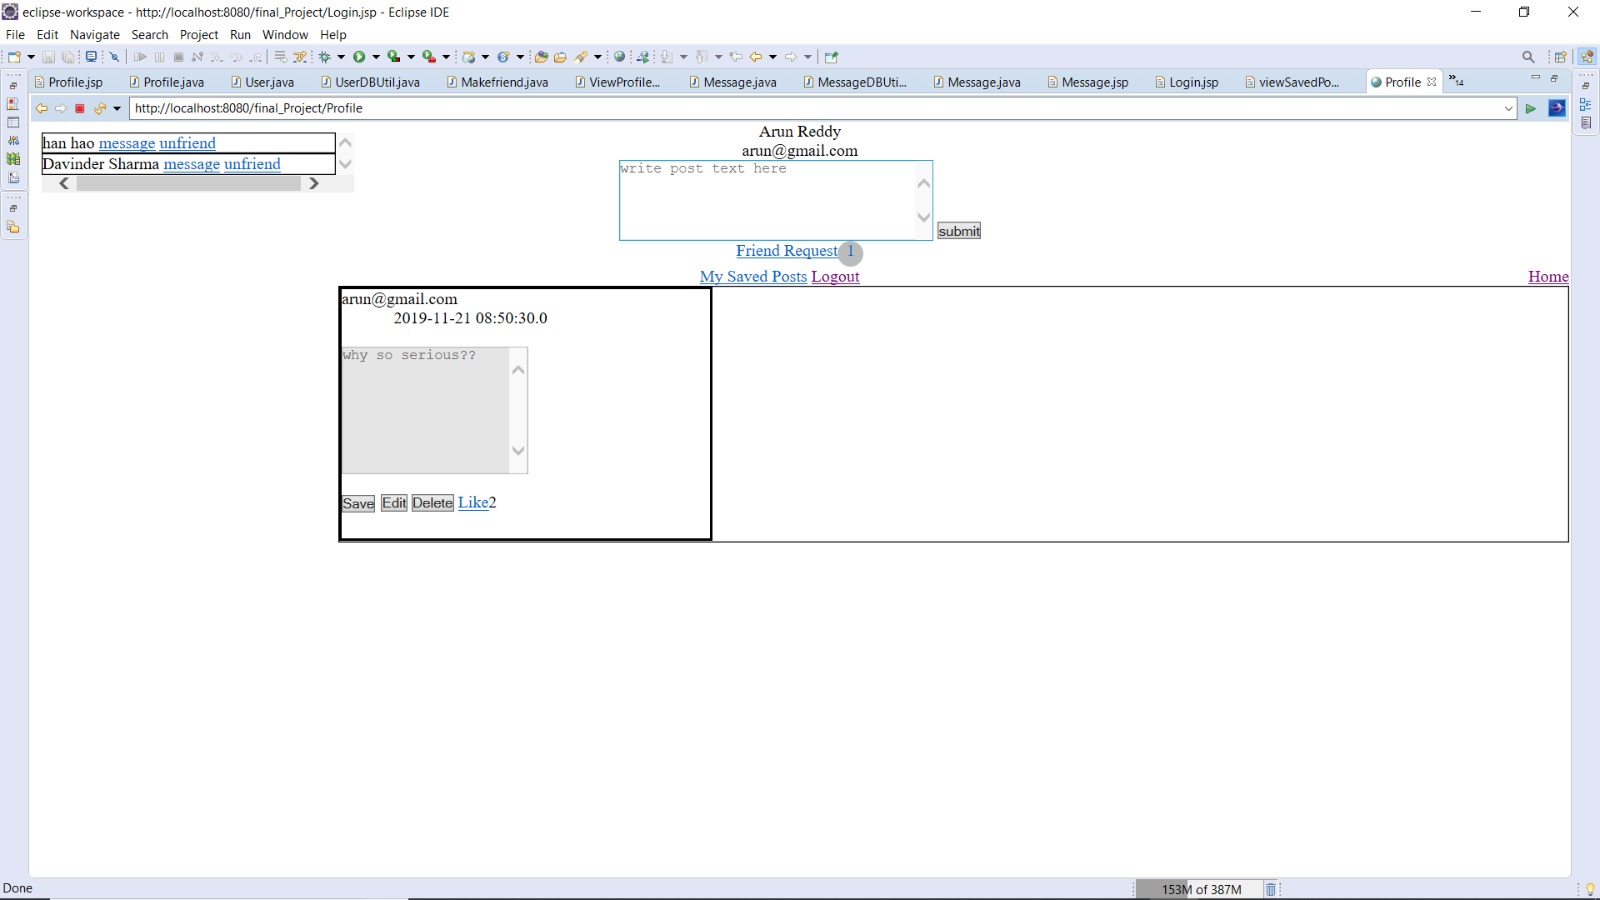 eclipse-workspace - http://localhost:8080/final_Project/Login.jsp - Eclipse IDE
File Edit Navigate Search Project Run Window Help
Profile.jsp Profile.java User.java UserDBUtil.java Makefriend.java ViewProfile... Message.java MessageDBUti... Message.java Message.jsp Login.jsp viewSavedPo... Profile »14
http://localhost:8080/final_Project/Profile
han hao message unfriend
Davinder Sharma message unfriend
Arun Reddy
arun@gmail.com
write post text here
submit
Friend Request 1
My Saved Posts Logout
Home
arun@gmail.com
2019-11-21 08:50:30.0
why so serious??
Save Edit Delete Like2
Done
153M of 387M